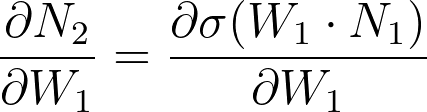 ∂N₂/∂W₁ = ∂σ(W₁ · N₁)/∂W₁